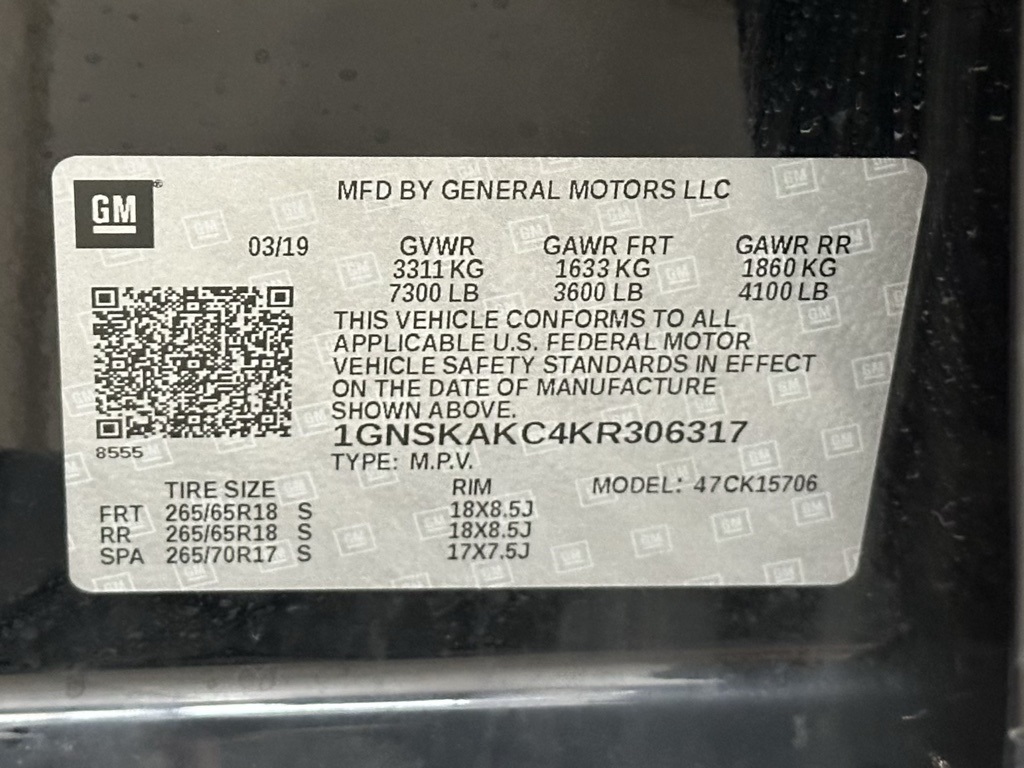 GM ®
MFD BY GENERAL MOTORS LLC
03/19 GVWR GAWR FRT GAWR RR
3311 KG 1633 KG 1860 KG
7300 LB 3600 LB 4100 LB
THIS VEHICLE CONFORMS TO ALL
APPLICABLE U.S. FEDERAL MOTOR
VEHICLE SAFETY STANDARDS IN EFFECT
ON THE DATE OF MANUFACTURE
SHOWN ABOVE.
1GNSKAKC4KR306317
8555
TYPE: M.P.V.
TIRE SIZE RIM MODEL: 47CK15706
FRT 265/65R18 S 18X8.5J
RR 265/65R18 S 18X8.5J
SPA 265/70R17 S 17X7.5J